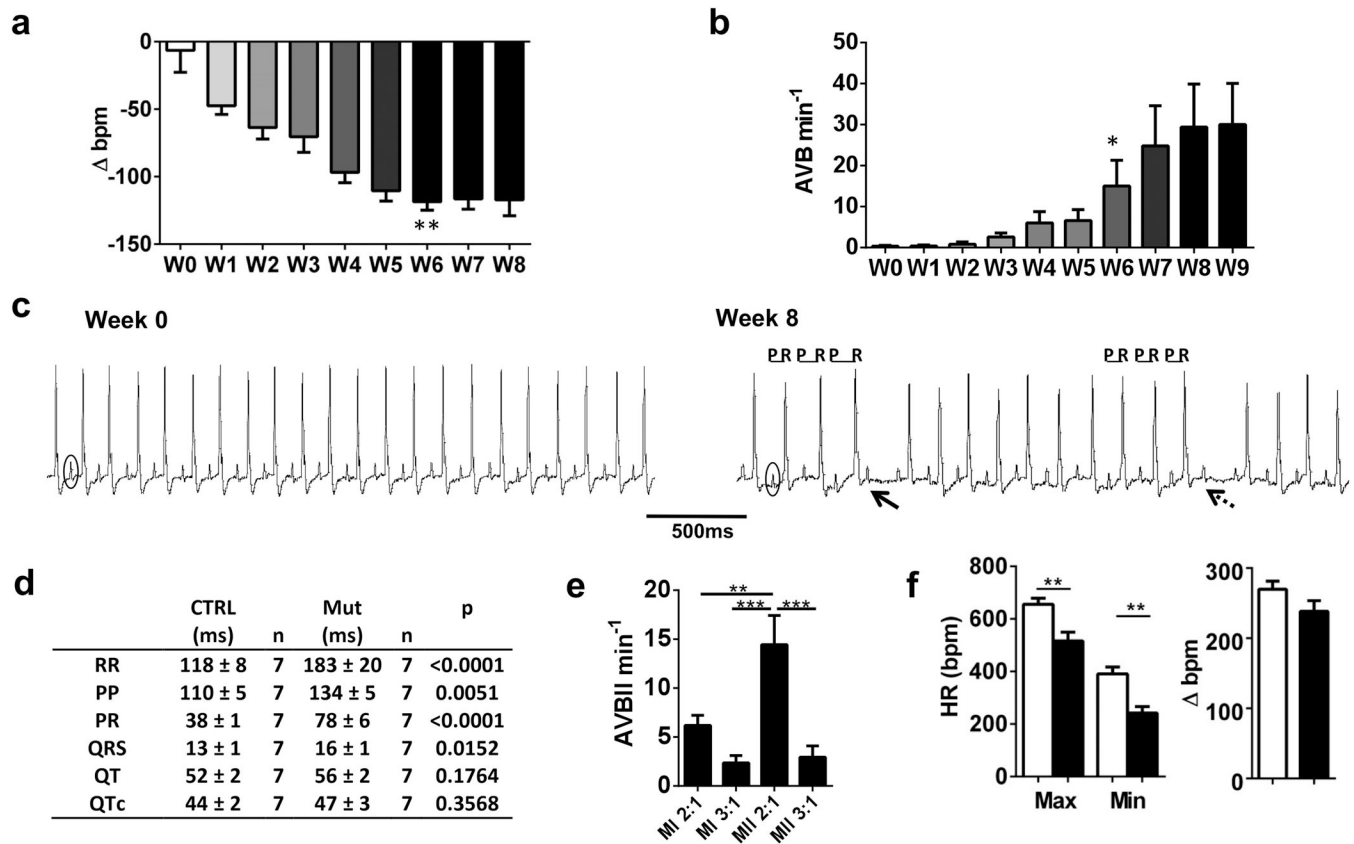 a
0
-50
-100
-150
Δ bpm
**
W0 W1 W2 W3 W4 W5 W6 W7 W8
b
50
40
30
20
10
0
AVB min⁻¹
*
W0 W1 W2 W3 W4 W5 W6 W7 W8 W9
c
Week 0
Week 8
P R P R P R
P R P R P R
500ms
d
CTRL Mut p
(ms) n (ms) n
RR 118 ± 8 7 183 ± 20 7 <0.0001
PP 110 ± 5 7 134 ± 5 7 0.0051
PR 38 ± 1 7 78 ± 6 7 <0.0001
QRS 13 ± 1 7 16 ± 1 7 0.0152
QT 52 ± 2 7 56 ± 2 7 0.1764
QTc 44 ± 2 7 47 ± 3 7 0.3568
e
20
15
10
5
0
AVBII min⁻¹
**
*** ***
MI 2:1 MI 3:1 MII 2:1 MII 3:1
f
800
600
400
200
0
HR (bpm)
** **
Max Min
300
200
100
0
Δ bpm